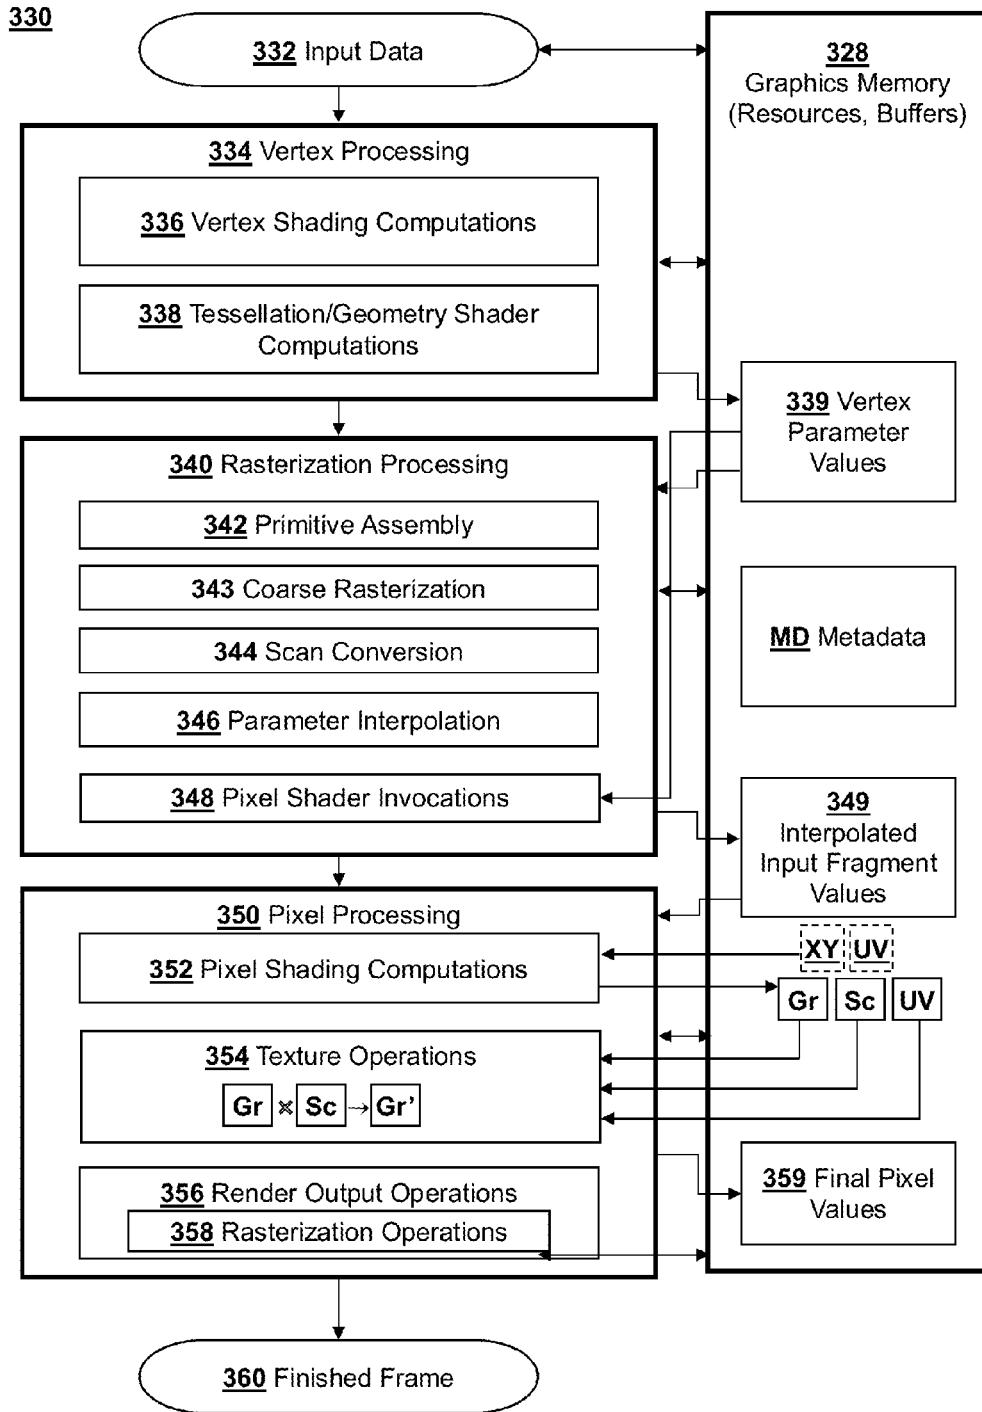 330
332 Input Data
334 Vertex Processing
336 Vertex Shading Computations
338 Tessellation/Geometry Shader
Computations
340 Rasterization Processing
342 Primitive Assembly
343 Coarse Rasterization
344 Scan Conversion
346 Parameter Interpolation
348 Pixel Shader Invocations
350 Pixel Processing
352 Pixel Shading Computations
354 Texture Operations
Gr × Sc → Gr'
356 Render Output Operations
358 Rasterization Operations
360 Finished Frame
328
Graphics Memory
(Resources, Buffers)
339 Vertex
Parameter
Values
MD Metadata
349
Interpolated
Input Fragment
Values
XY UV
Gr Sc UV
359 Final Pixel
Values